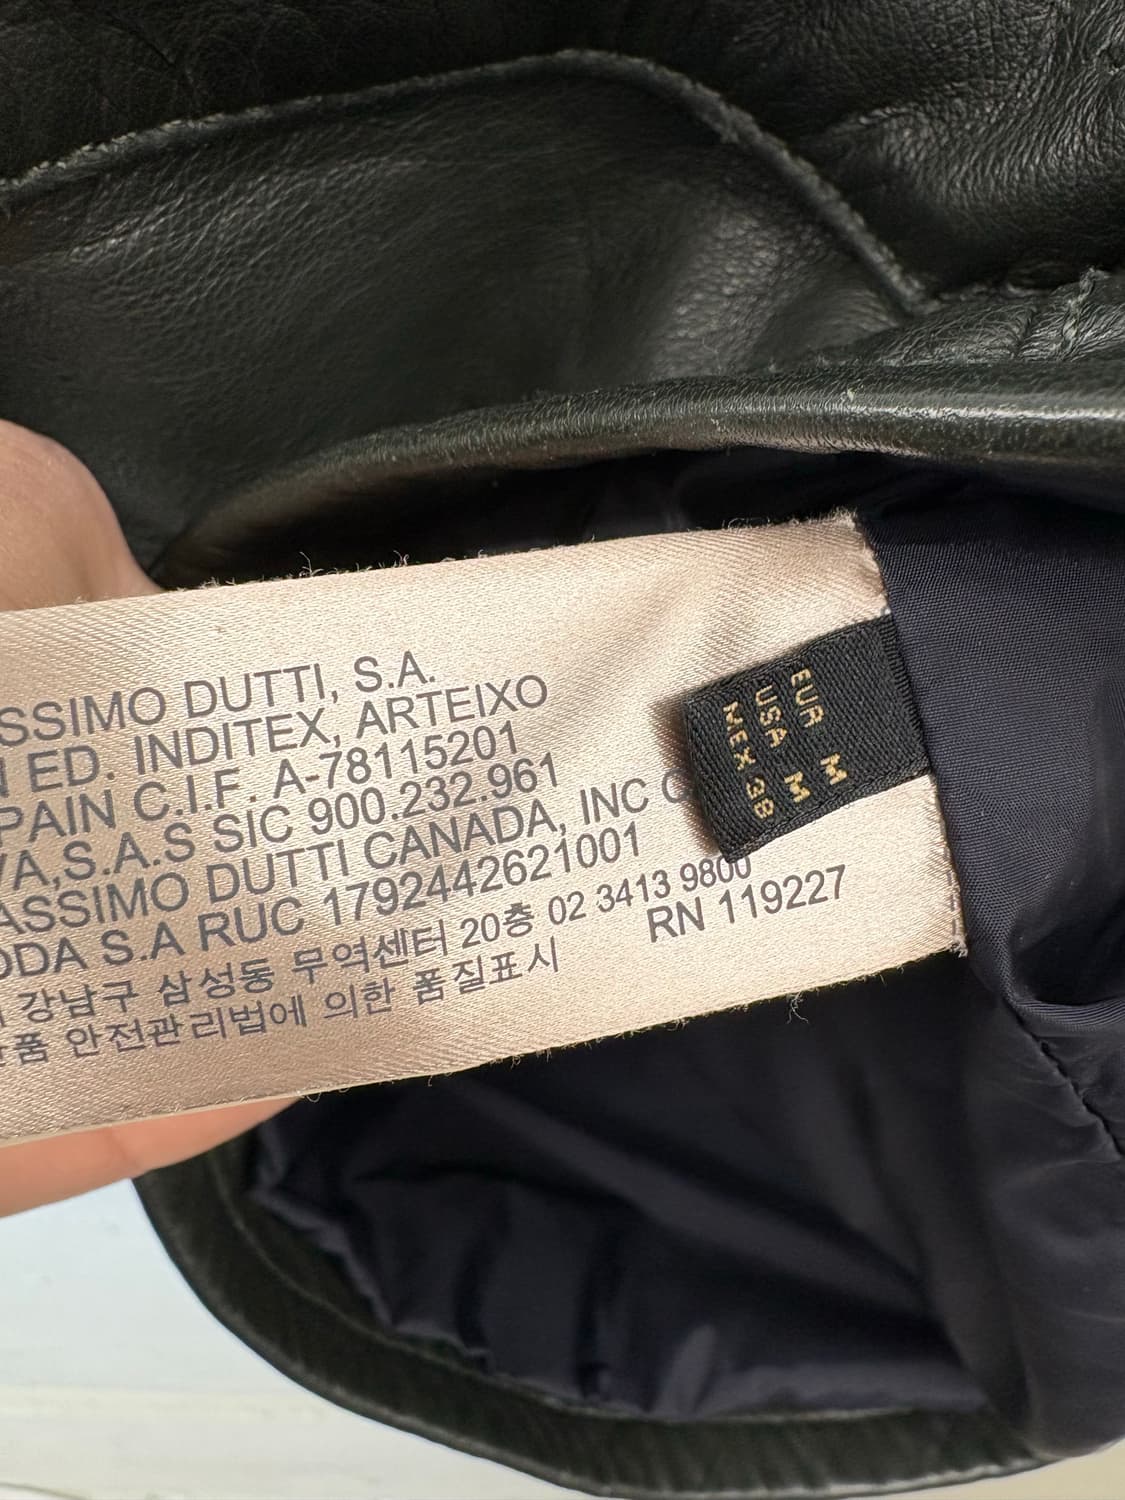 SSIMO DUTTI, S.A.
N ED. INDITEX, ARTEIXO
PAIN C.I.F. A-78115201
VA,S.A.S SIC 900.232.961
ASSIMO DUTTI CANADA, INC C
ODA S.A RUC 1792442621001
강남구 삼성동 무역센터 20층 02 3413 9800
품 안전관리법에 의한 품질표시
RN 119227
EUR M
USA M
MEX 38